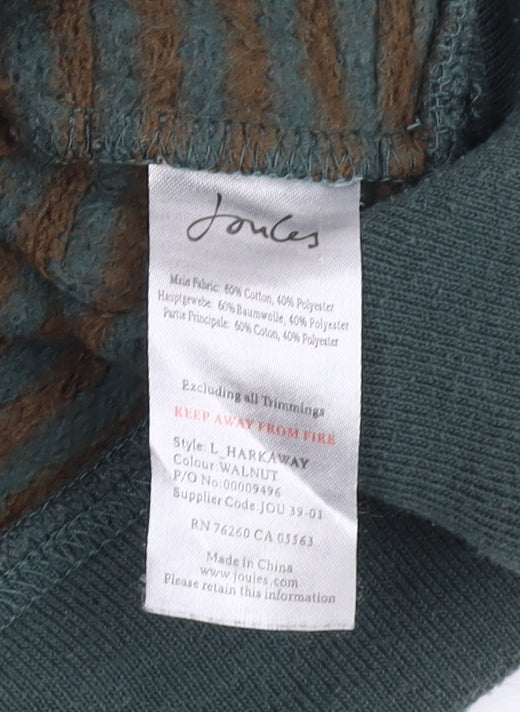 Joules
Main Fabric: 60% Cotton, 40% Polyester
Hauptgewebe: 60% Baumwolle, 40% Polyester
Partie Principale: 60% Coton, 40% Polyester
Excluding all Trimmings
KEEP AWAY FROM FIRE
Style: L_HARKAWAY
Colour:WALNUT
P/O No:00009496
Supplier Code:JOU 39-01
RN 76260 CA 05563
Made in China
www.joules.com
Please retain this information